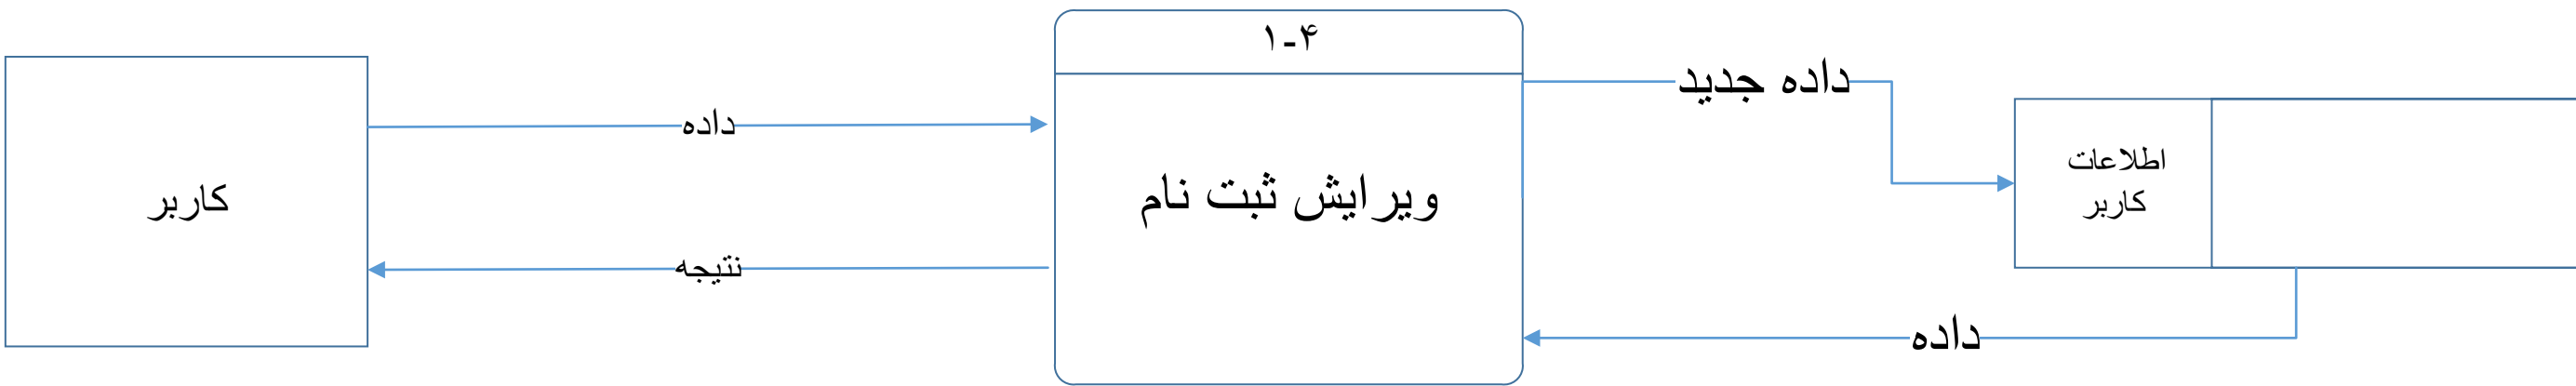 ۱-۴
داده جدید
داده
اطلاعات
کاربر
ویرایش ثبت نام
کاربر
نتیجه
داده